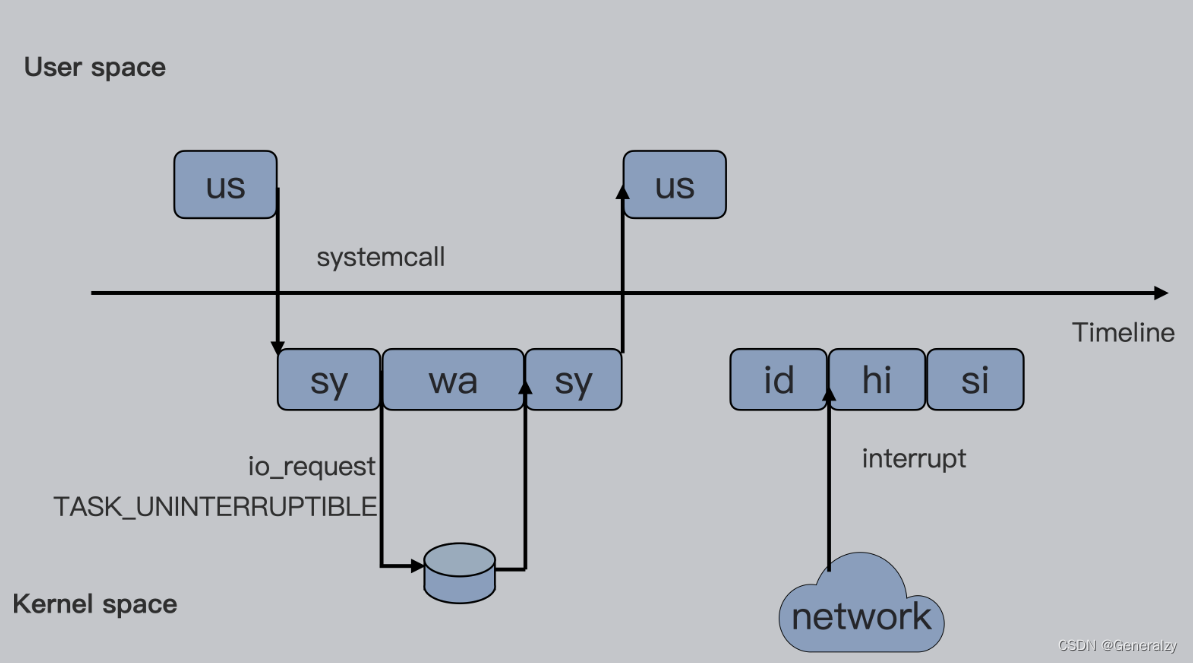 User space
us
us
systemcall
Timeline
sy
wa
sy
id
hi
si
io_request
interrupt
TASK_UNINTERRUPTIBLE
Kernel space
network
CSDN @Generalzy